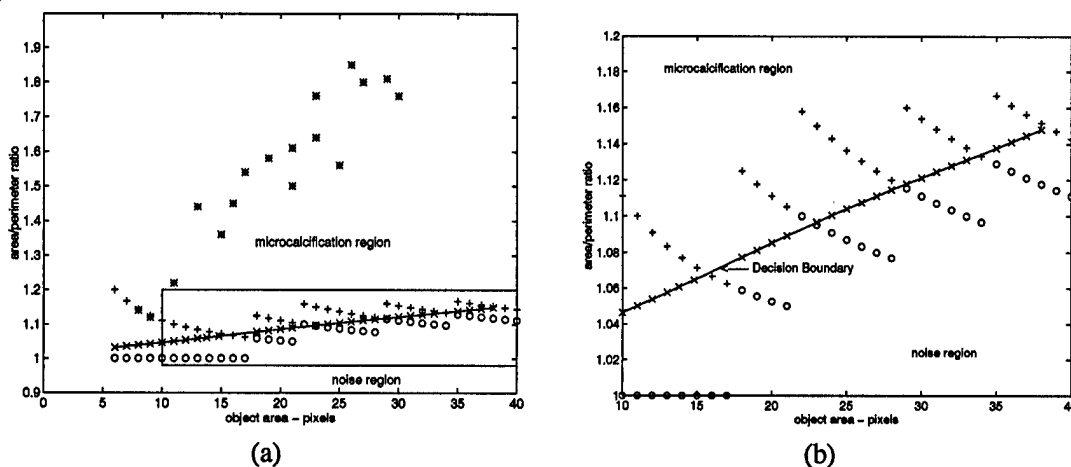 1.9
1.8
1.7
1.6
1.5
1.4
1.3
1.2
1.1
1
0.9
area/perimeter ratio
microcalcification region
noise region
0 5 10 15 20 25 30 35 40
object area – pixels
(a)
1.2
1.18
1.16
1.14
1.12
1.1
1.08
1.06
1.04
1.02
1.00
area/perimeter ratio
microcalcification region
Decision Boundary
noise region
10 15 20 25 30 35
object area – pixels
(b)